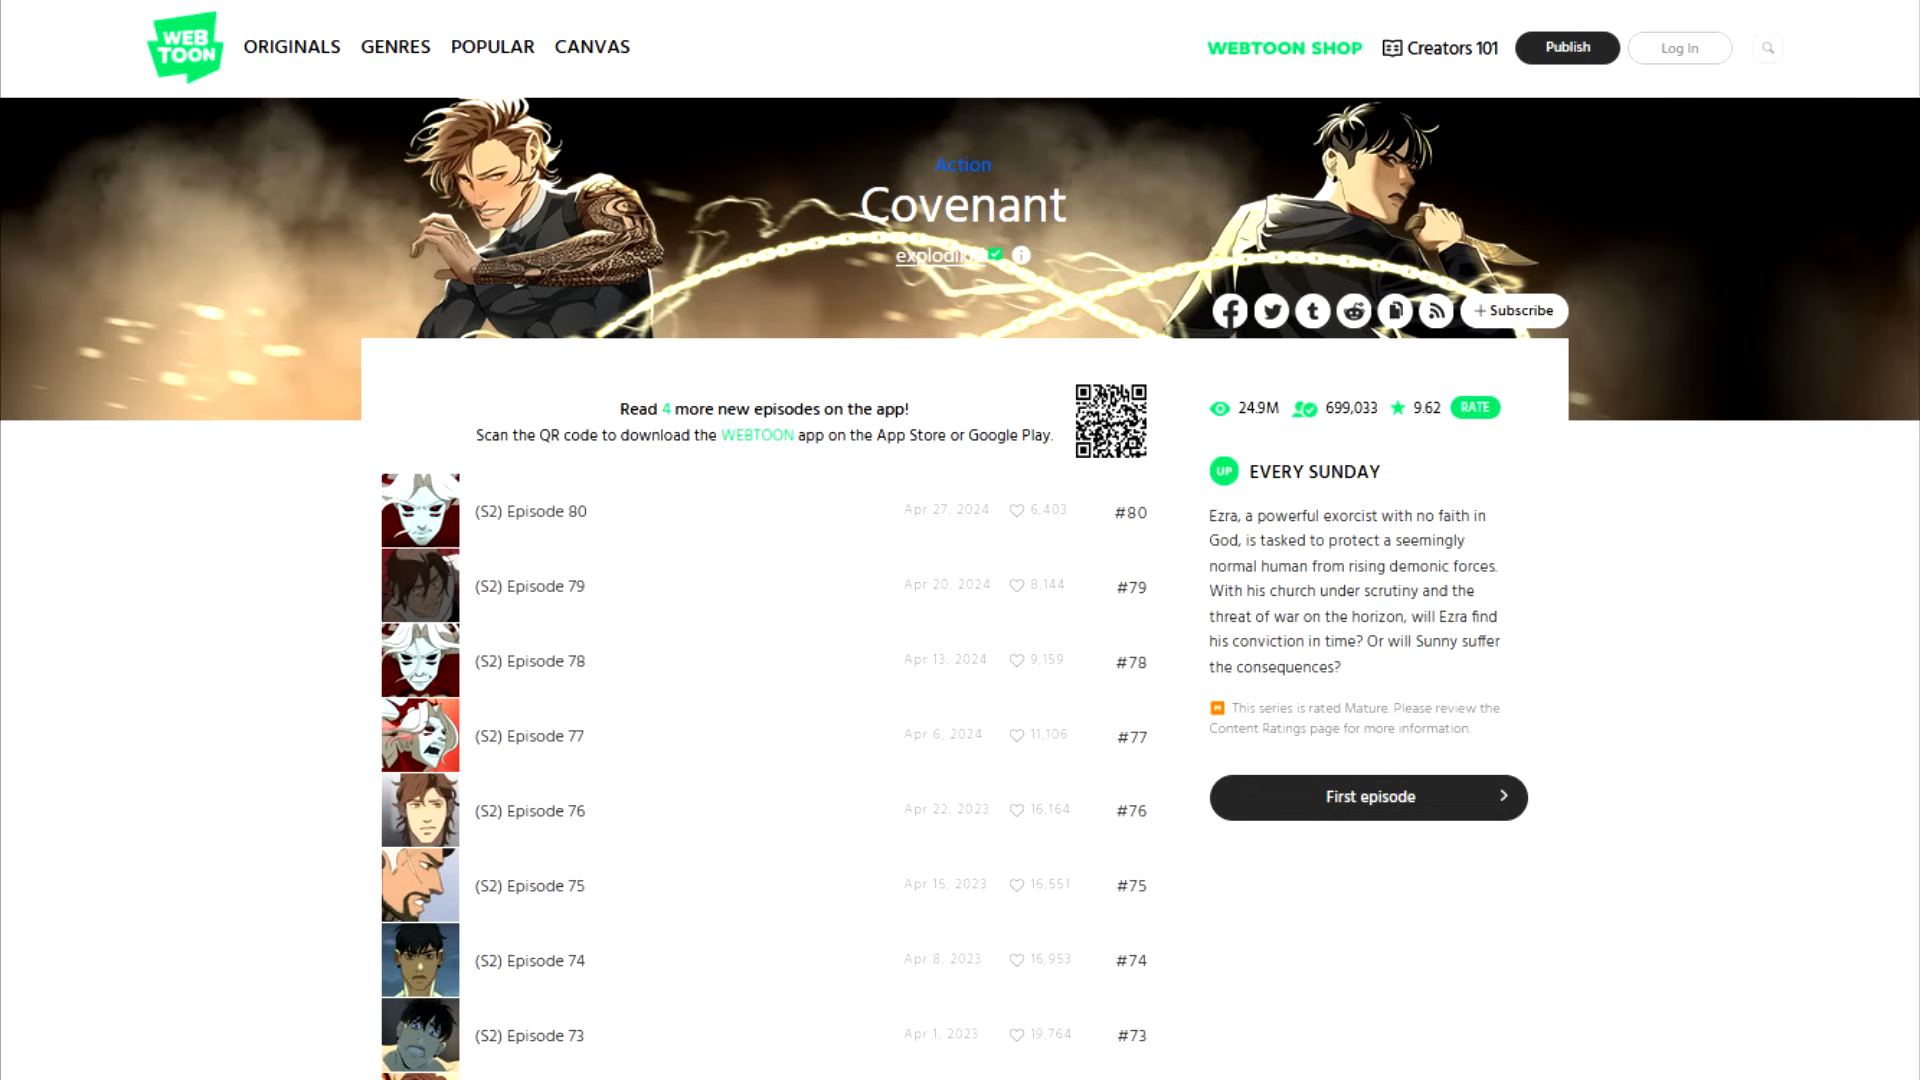 WEB
TOON
ORIGINALS GENRES POPULAR CANVAS
WEBTOON SHOP Creators 101 Publish Log In
Action
Covenant
+ Subscribe
Read 4 more new episodes on the app!
Scan the QR code to download the WEBTOON app on the App Store or Google Play.
24.9M 699,033 9.62 RATE
UP EVERY SUNDAY
Ezra, a powerful exorcist with no faith in
God, is tasked to protect a seemingly
normal human from rising demonic forces.
With his church under scrutiny and the
threat of war on the horizon, will Ezra find
his conviction in time? Or will Sunny suffer
the consequences?
This series is rated Mature. Please review the
Content Ratings page for more information.
First episode
(S2) Episode 80 Apr 27, 2024 6,403 #80
(S2) Episode 79 Apr 20, 2024 8,144 #79
(S2) Episode 78 Apr 13, 2024 9,159 #78
(S2) Episode 77 Apr 6, 2024 11,106 #77
(S2) Episode 76 Apr 22, 2023 16,164 #76
(S2) Episode 75 Apr 15, 2023 16,551 #75
(S2) Episode 74 Apr 8, 2023 16,953 #74
(S2) Episode 73 Apr 1, 2023 19,764 #73